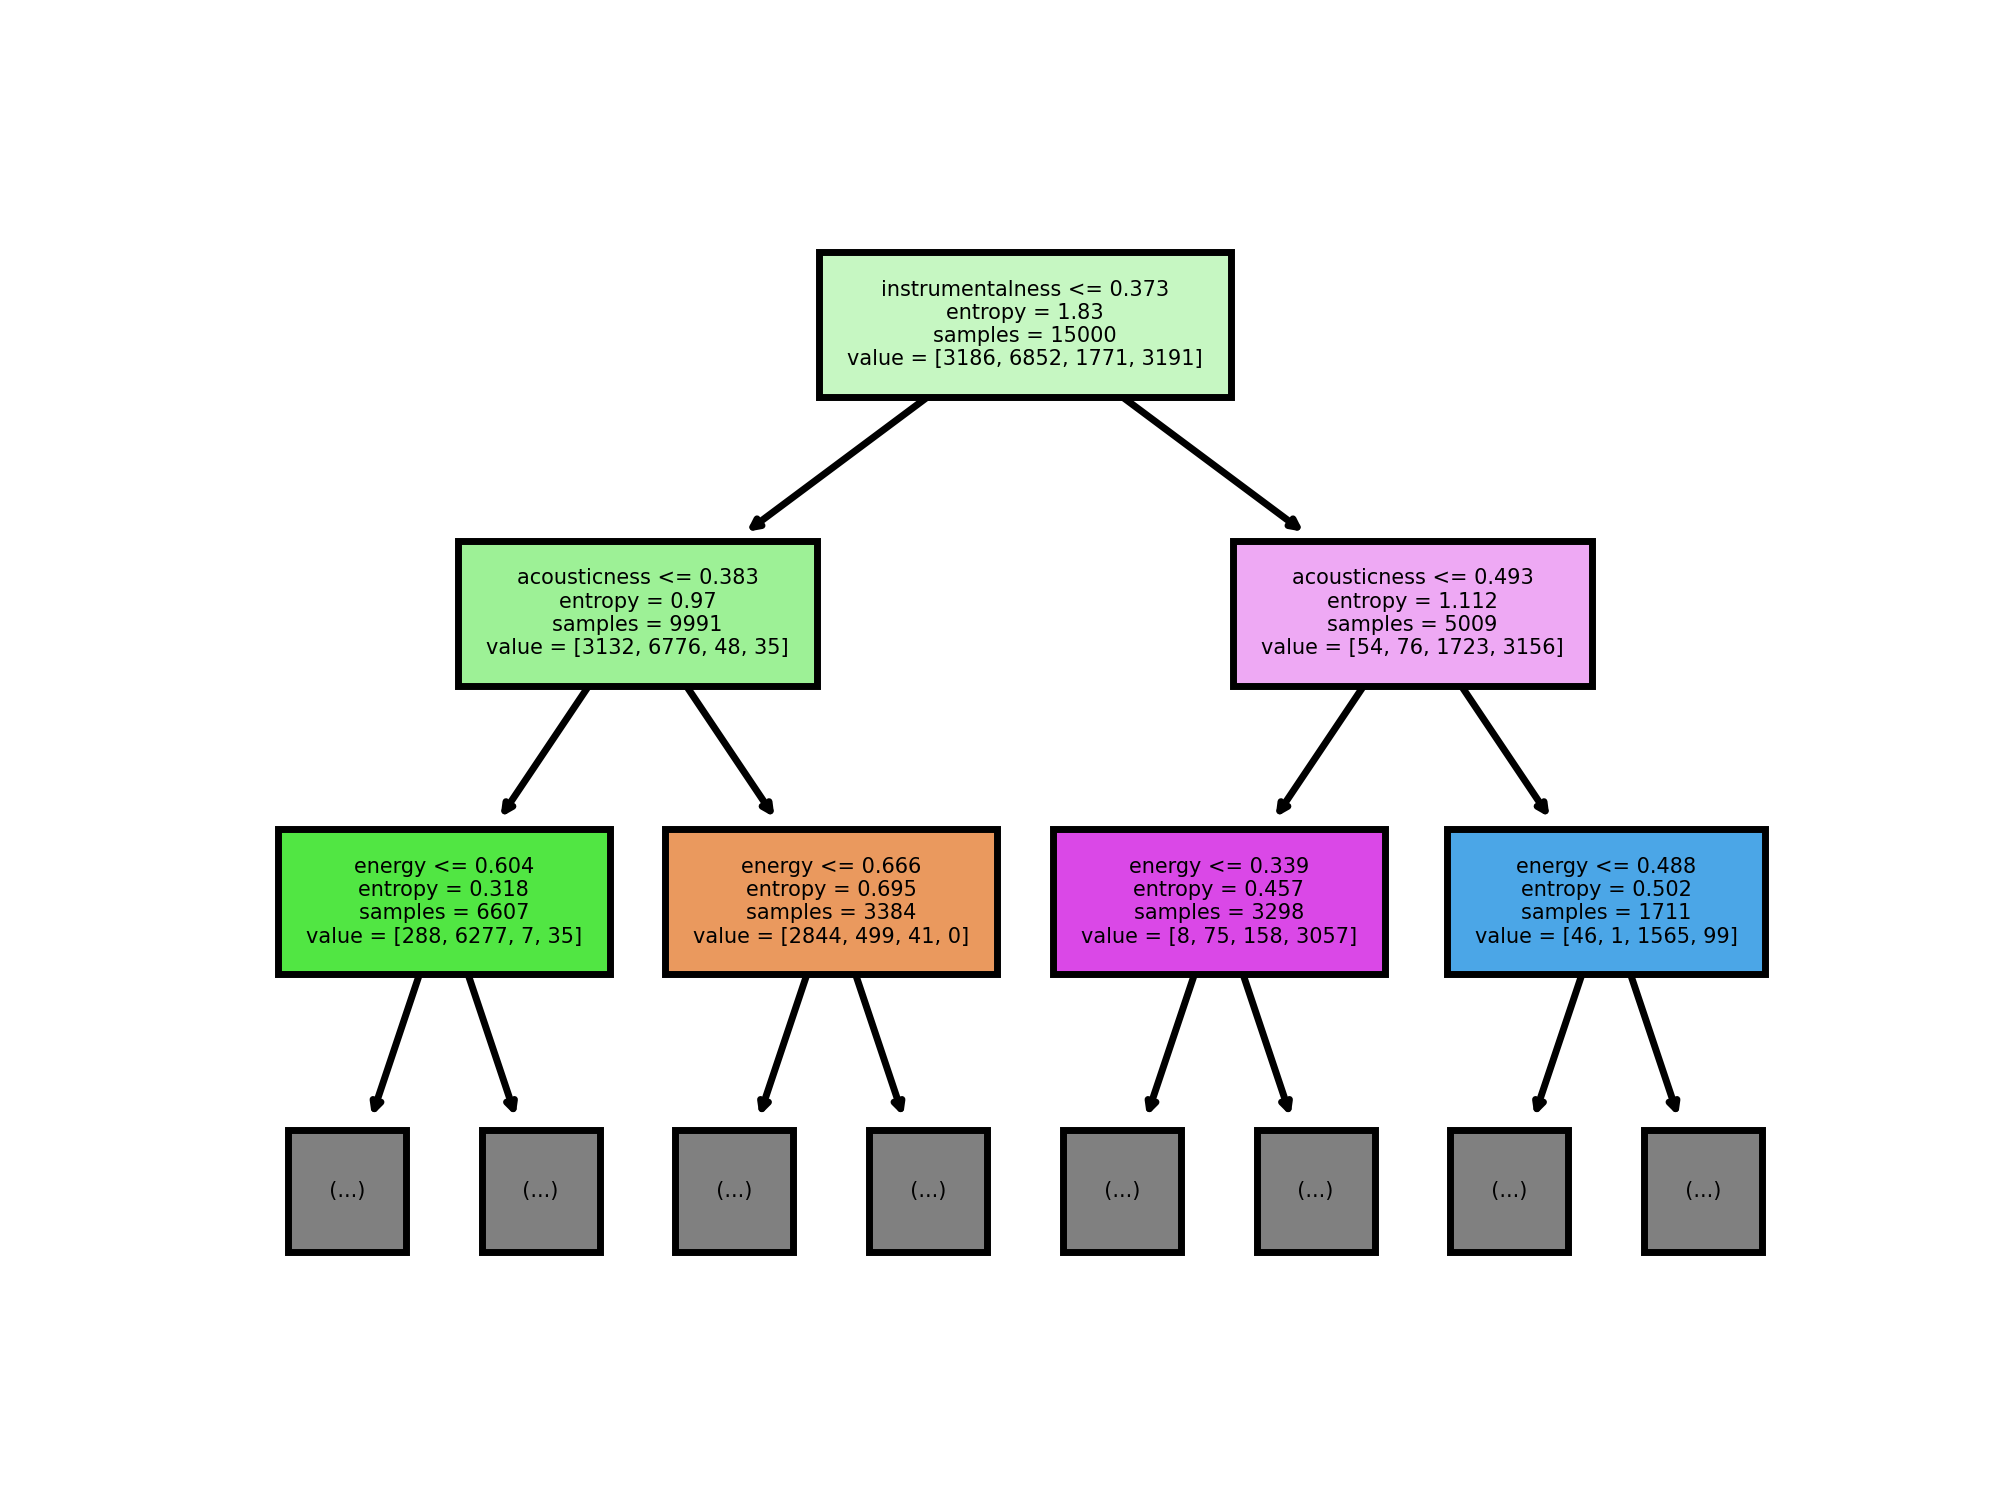 instrumentalness <= 0.373
entropy = 1.83
samples = 15000
value = [3186, 6852, 1771, 3191]
acousticness <= 0.383
entropy = 0.97
samples = 9991
value = [3132, 6776, 48, 35]
acousticness <= 0.493
entropy = 1.112
samples = 5009
value = [54, 76, 1723, 3156]
energy <= 0.604
entropy = 0.318
samples = 6607
value = [288, 6277, 7, 35]
energy <= 0.666
entropy = 0.695
samples = 3384
value = [2844, 499, 41, 0]
energy <= 0.339
entropy = 0.457
samples = 3298
value = [8, 75, 158, 3057]
energy <= 0.488
entropy = 0.502
samples = 1711
value = [46, 1, 1565, 99]
(...)
(...)
(...)
(...)
(...)
(...)
(...)
(...)